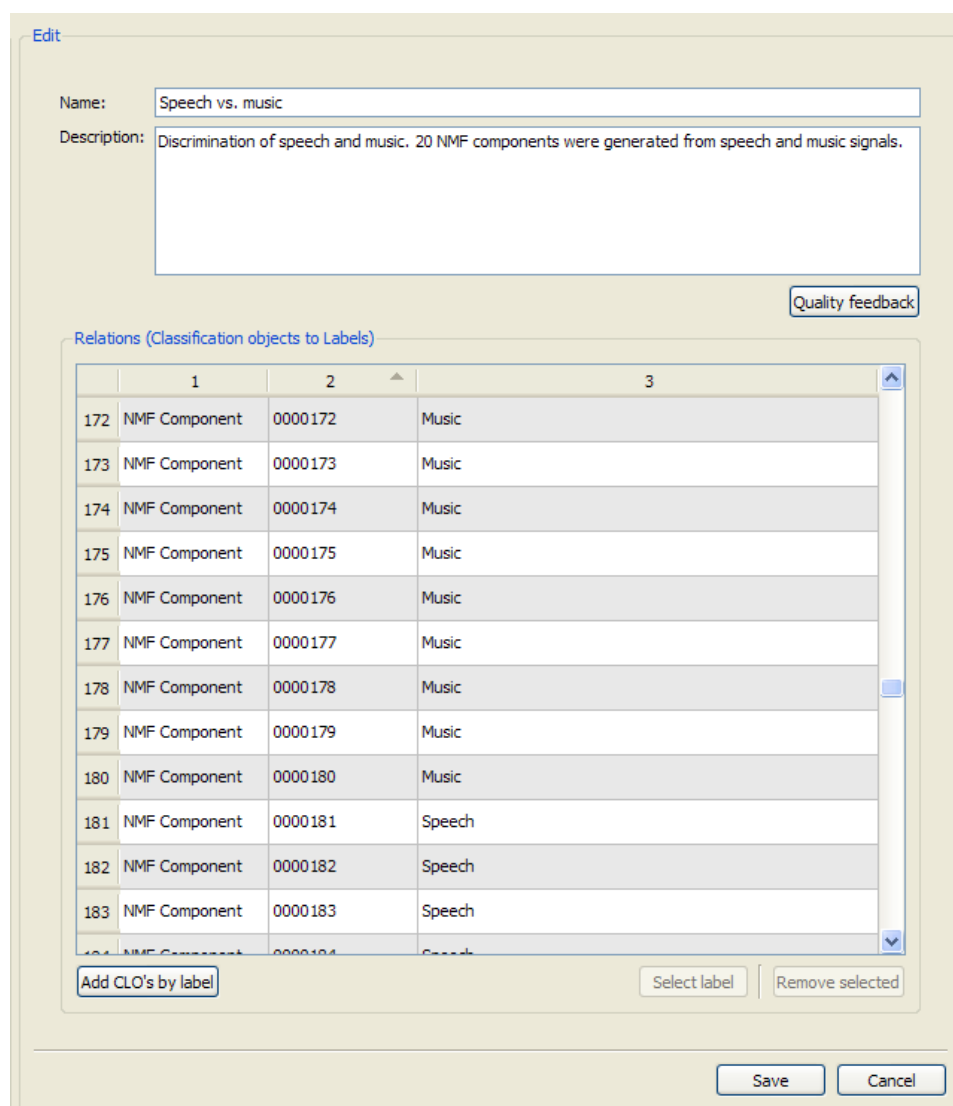 Edit
Name: Speech vs. music
Description: Discrimination of speech and music. 20 NMF components were generated from speech and music signals.
Quality feedback
Relations (Classification objects to Labels)
1 2 3
172 NMF Component 0000172 Music
173 NMF Component 0000173 Music
174 NMF Component 0000174 Music
175 NMF Component 0000175 Music
176 NMF Component 0000176 Music
177 NMF Component 0000177 Music
178 NMF Component 0000178 Music
179 NMF Component 0000179 Music
180 NMF Component 0000180 Music
181 NMF Component 0000181 Speech
182 NMF Component 0000182 Speech
183 NMF Component 0000183 Speech
184 NMF Component 0000184 Speech
Add CLO's by label Select label Remove selected
Save Cancel